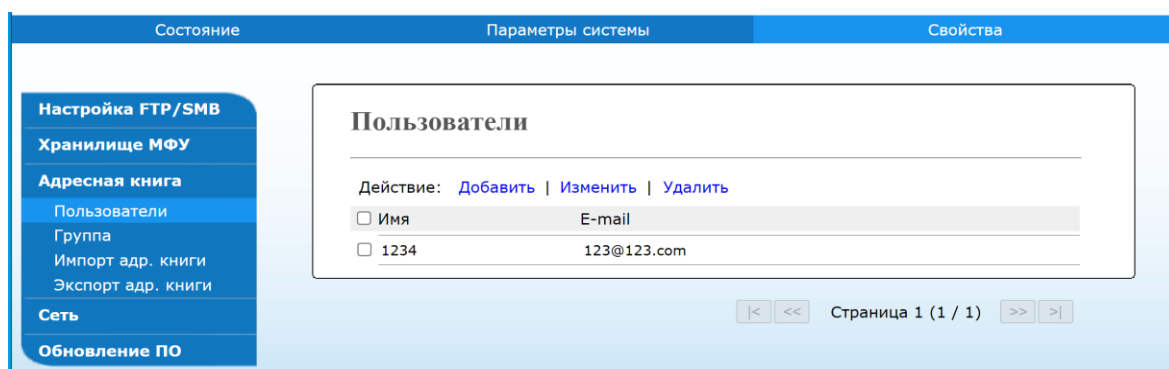 Состояние Параметры системы Свойства
Настройка FTP/SMB
Хранилище МФУ
Адресная книга
Пользователи
Группа
Импорт адр. книги
Экспорт адр. книги
Сеть
Обновление ПО
Пользователи
Действие: Добавить | Изменить | Удалить
Имя E-mail
1234 123@123.com
|< << Страница 1 (1 / 1) >> >|